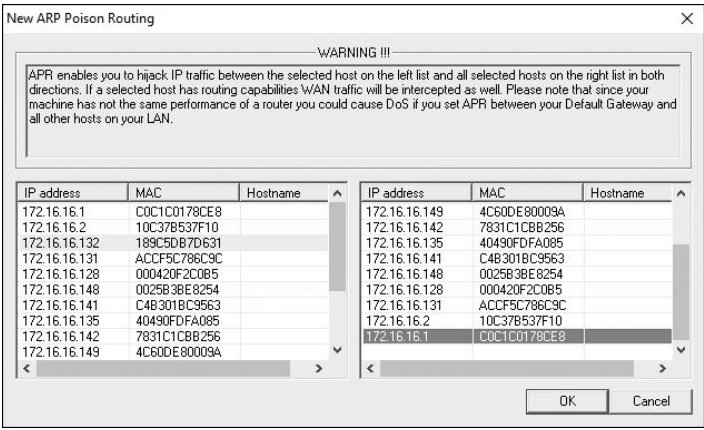 New ARP Poison Routing
WARNING !!!
APR enables you to hijack IP traffic between the selected host on the left list and all selected hosts on the right list in both
directions. If a selected host has routing capabilities WAN traffic will be intercepted as well. Please note that since your
machine has not the same performance of a router you could cause DoS if you set APR between your Default Gateway and
all other hosts on your LAN.
IP address MAC Hostname
172.16.16.1 C0C1C0178CE8
172.16.16.2 10C37B537F10
172.16.16.132 189C5DB7D631
172.16.16.131 ACCF5C786C9C
172.16.16.128 000420F2C0B5
172.16.16.148 0025B3BE8254
172.16.16.141 C4B301BC9563
172.16.16.135 40490FDFA085
172.16.16.142 7831C1CBB256
172.16.16.149 4C60DE80009A
IP address MAC Hostname
172.16.16.149 4C60DE80009A
172.16.16.142 7831C1CBB256
172.16.16.135 40490FDFA085
172.16.16.141 C4B301BC9563
172.16.16.148 0025B3BE8254
172.16.16.128 000420F2C0B5
172.16.16.131 ACCF5C786C9C
172.16.16.2 10C37B537F10
172.16.16.1 C0C1C0178CE8
OK Cancel